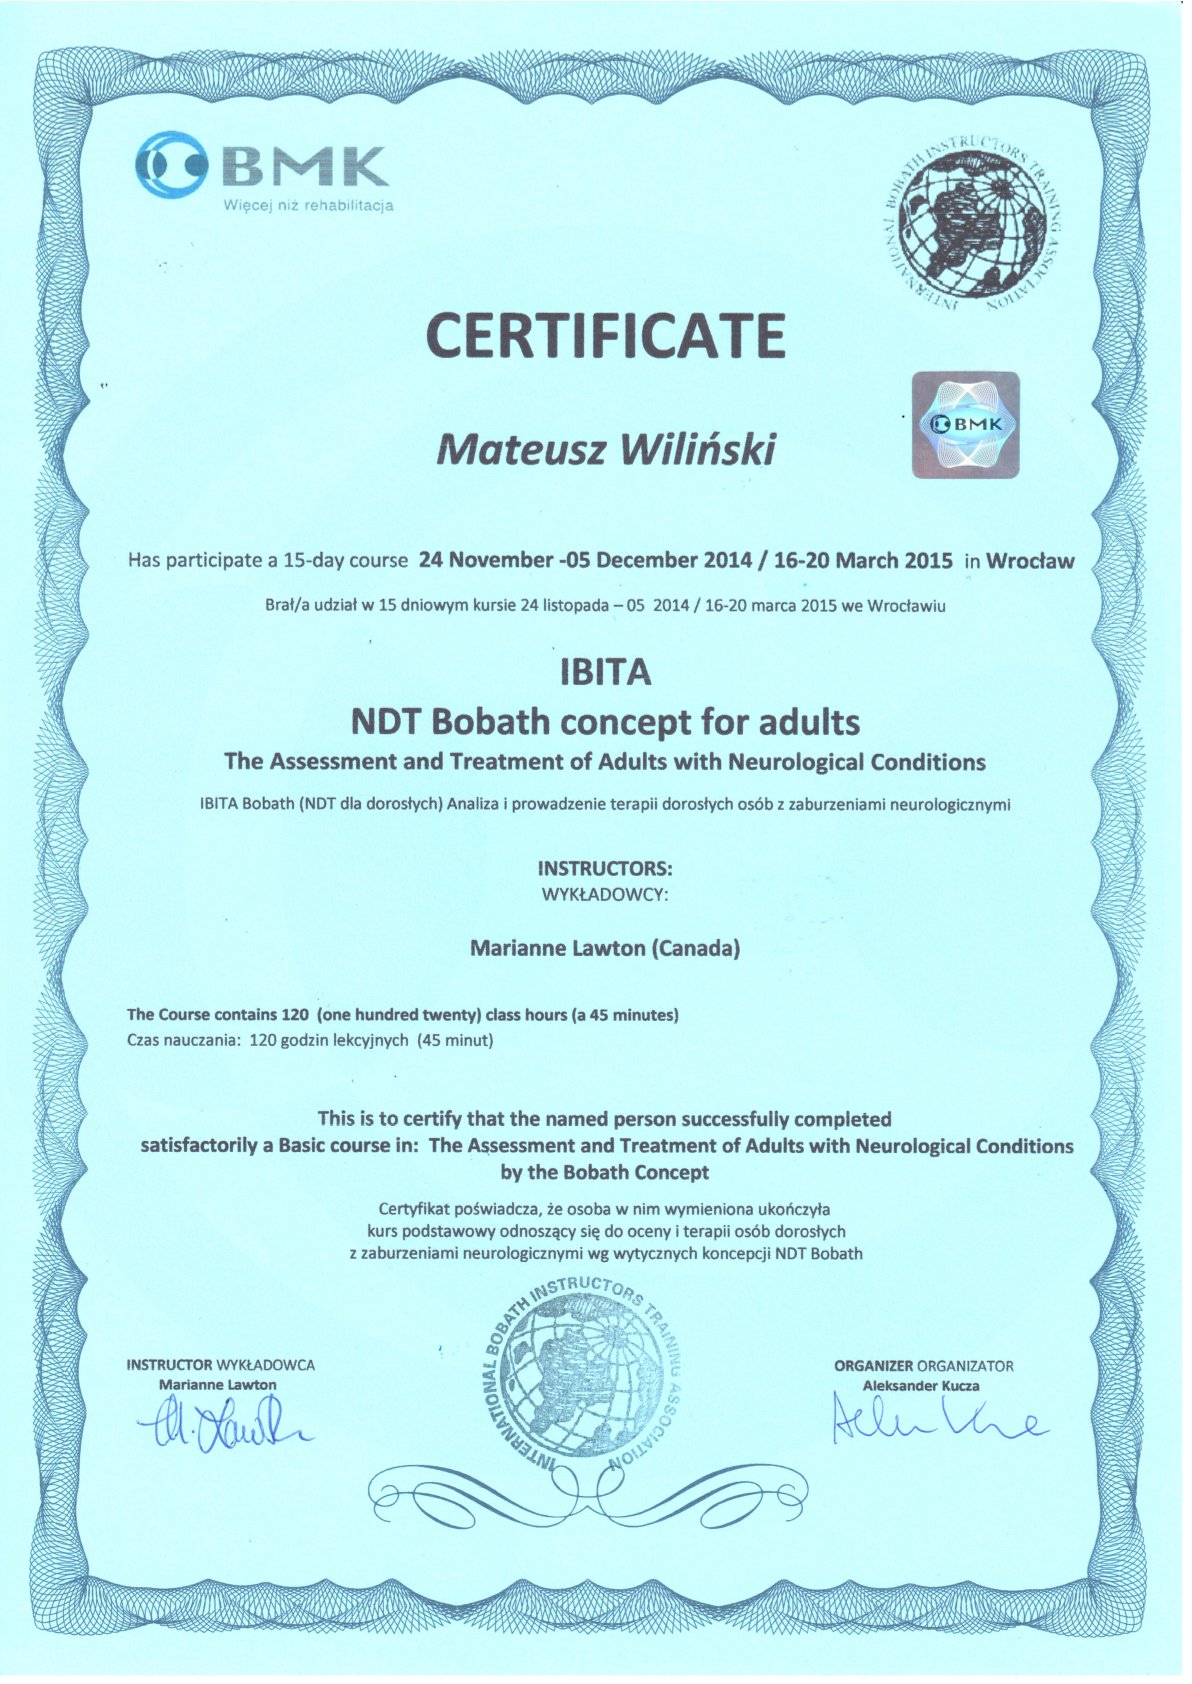 BMK
Więcej niż rehabilitacja
INTERNATIONAL BOBATH INSTRUCTORS TRAINING ASSOCIATION
CERTIFICATE
BMK
Mateusz Wiliński
Has participate a 15-day course 24 November -05 December 2014 / 16-20 March 2015 in Wrocław
Brał/a udział w 15 dniowym kursie 24 listopada – 05 2014 / 16-20 marca 2015 we Wrocławiu
IBITA
NDT Bobath concept for adults
The Assessment and Treatment of Adults with Neurological Conditions
IBITA Bobath (NDT dla dorosłych) Analiza i prowadzenie terapii dorosłych osób z zaburzeniami neurologicznymi
INSTRUCTORS:
WYKŁADOWCY:
Marianne Lawton (Canada)
The Course contains 120 (one hundred twenty) class hours (a 45 minutes)
Czas nauczania: 120 godzin lekcyjnych (45 minut)
This is to certify that the named person successfully completed
satisfactorily a Basic course in: The Assessment and Treatment of Adults with Neurological Conditions
by the Bobath Concept
Certyfikat poświadcza, że osoba w nim wymieniona ukończyła
kurs podstawowy odnoszący się do oceny i terapii osób dorosłych
z zaburzeniami neurologicznymi wg wytycznych koncepcji NDT Bobath
INTERNATIONAL BOBATH INSTRUCTORS TRAINING ASSOCIATION
INSTRUCTOR WYKŁADOWCA
Marianne Lawton
ORGANIZER ORGANIZATOR
Aleksander Kucza